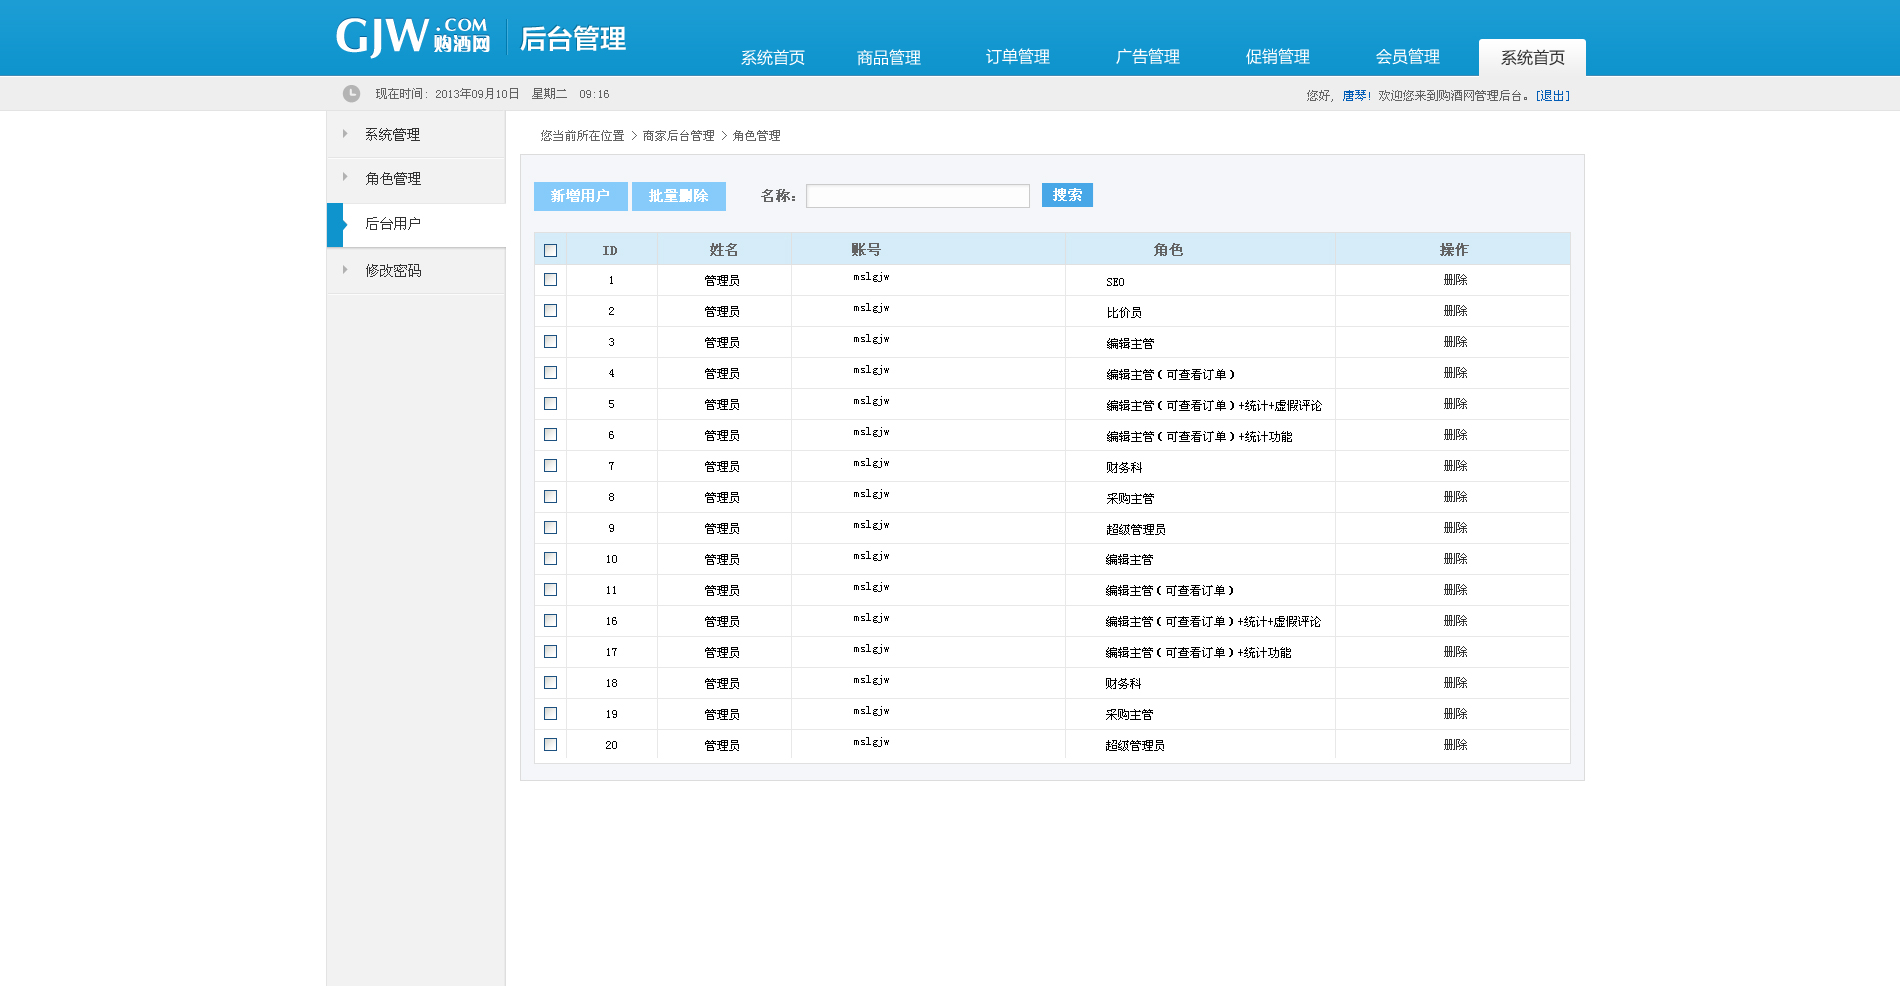 GJW.COM 购酒网 后台管理
系统首页 商品管理 订单管理 广告管理 促销管理 会员管理 系统首页
现在时间：2013年09月10日 星期二 09:16
您好，唐琴！欢迎您来到购酒网管理后台。[退出]
系统管理
角色管理
后台用户
修改密码
您当前所在位置 > 商家后台管理 > 角色管理
新增用户 批量删除 名称： 搜索
ID 姓名 账号 角色 操作
1 管理员 mslgjw SEO 删除
2 管理员 mslgjw 比价员 删除
3 管理员 mslgjw 编辑主管 删除
4 管理员 mslgjw 编辑主管（可查看订单） 删除
5 管理员 mslgjw 编辑主管（可查看订单）+统计+虚假评论 删除
6 管理员 mslgjw 编辑主管（可查看订单）+统计功能 删除
7 管理员 mslgjw 财务科 删除
8 管理员 mslgjw 采购主管 删除
9 管理员 mslgjw 超级管理员 删除
10 管理员 mslgjw 编辑主管 删除
11 管理员 mslgjw 编辑主管（可查看订单） 删除
16 管理员 mslgjw 编辑主管（可查看订单）+统计+虚假评论 删除
17 管理员 mslgjw 编辑主管（可查看订单）+统计功能 删除
18 管理员 mslgjw 财务科 删除
19 管理员 mslgjw 采购主管 删除
20 管理员 mslgjw 超级管理员 删除